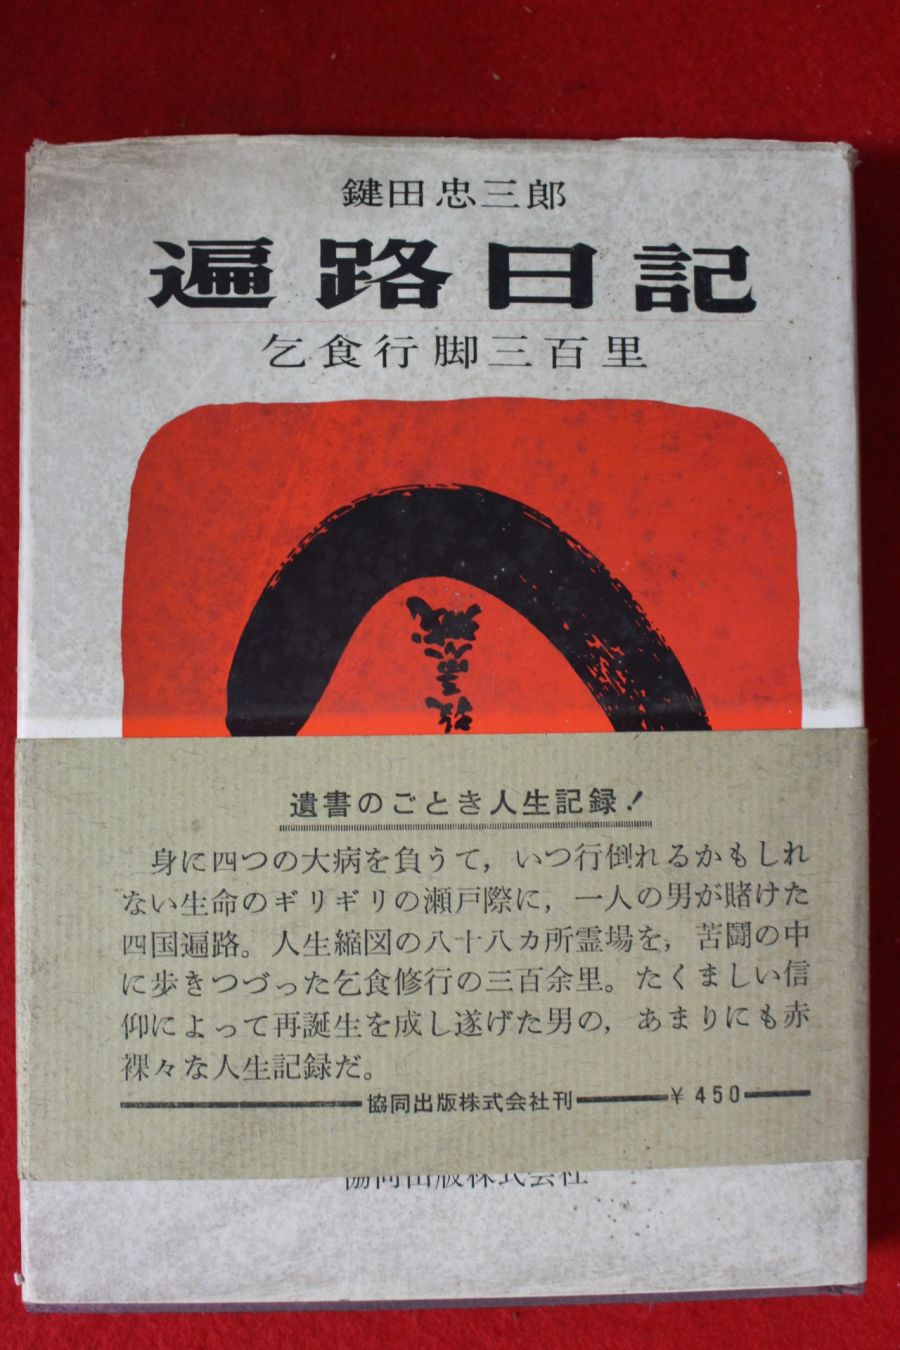 鍵田忠三郎
遍路日記
乞食行脚三百里
遺書のごとき人生記録！
身に四つの大病を負うて，いつ行倒れるかもしれ
ない生命のギリギリの瀬戸際に，一人の男が賭けた
四国遍路。人生縮図の八十八カ所霊場を，苦闘の中
に歩きつづった乞食修行の三百余里。たくましい信
仰によって再誕生を成し遂げた男の，あまりにも赤
裸々な人生記録だ。
協同出版株式会社刊 ¥450
協同出版株式会社